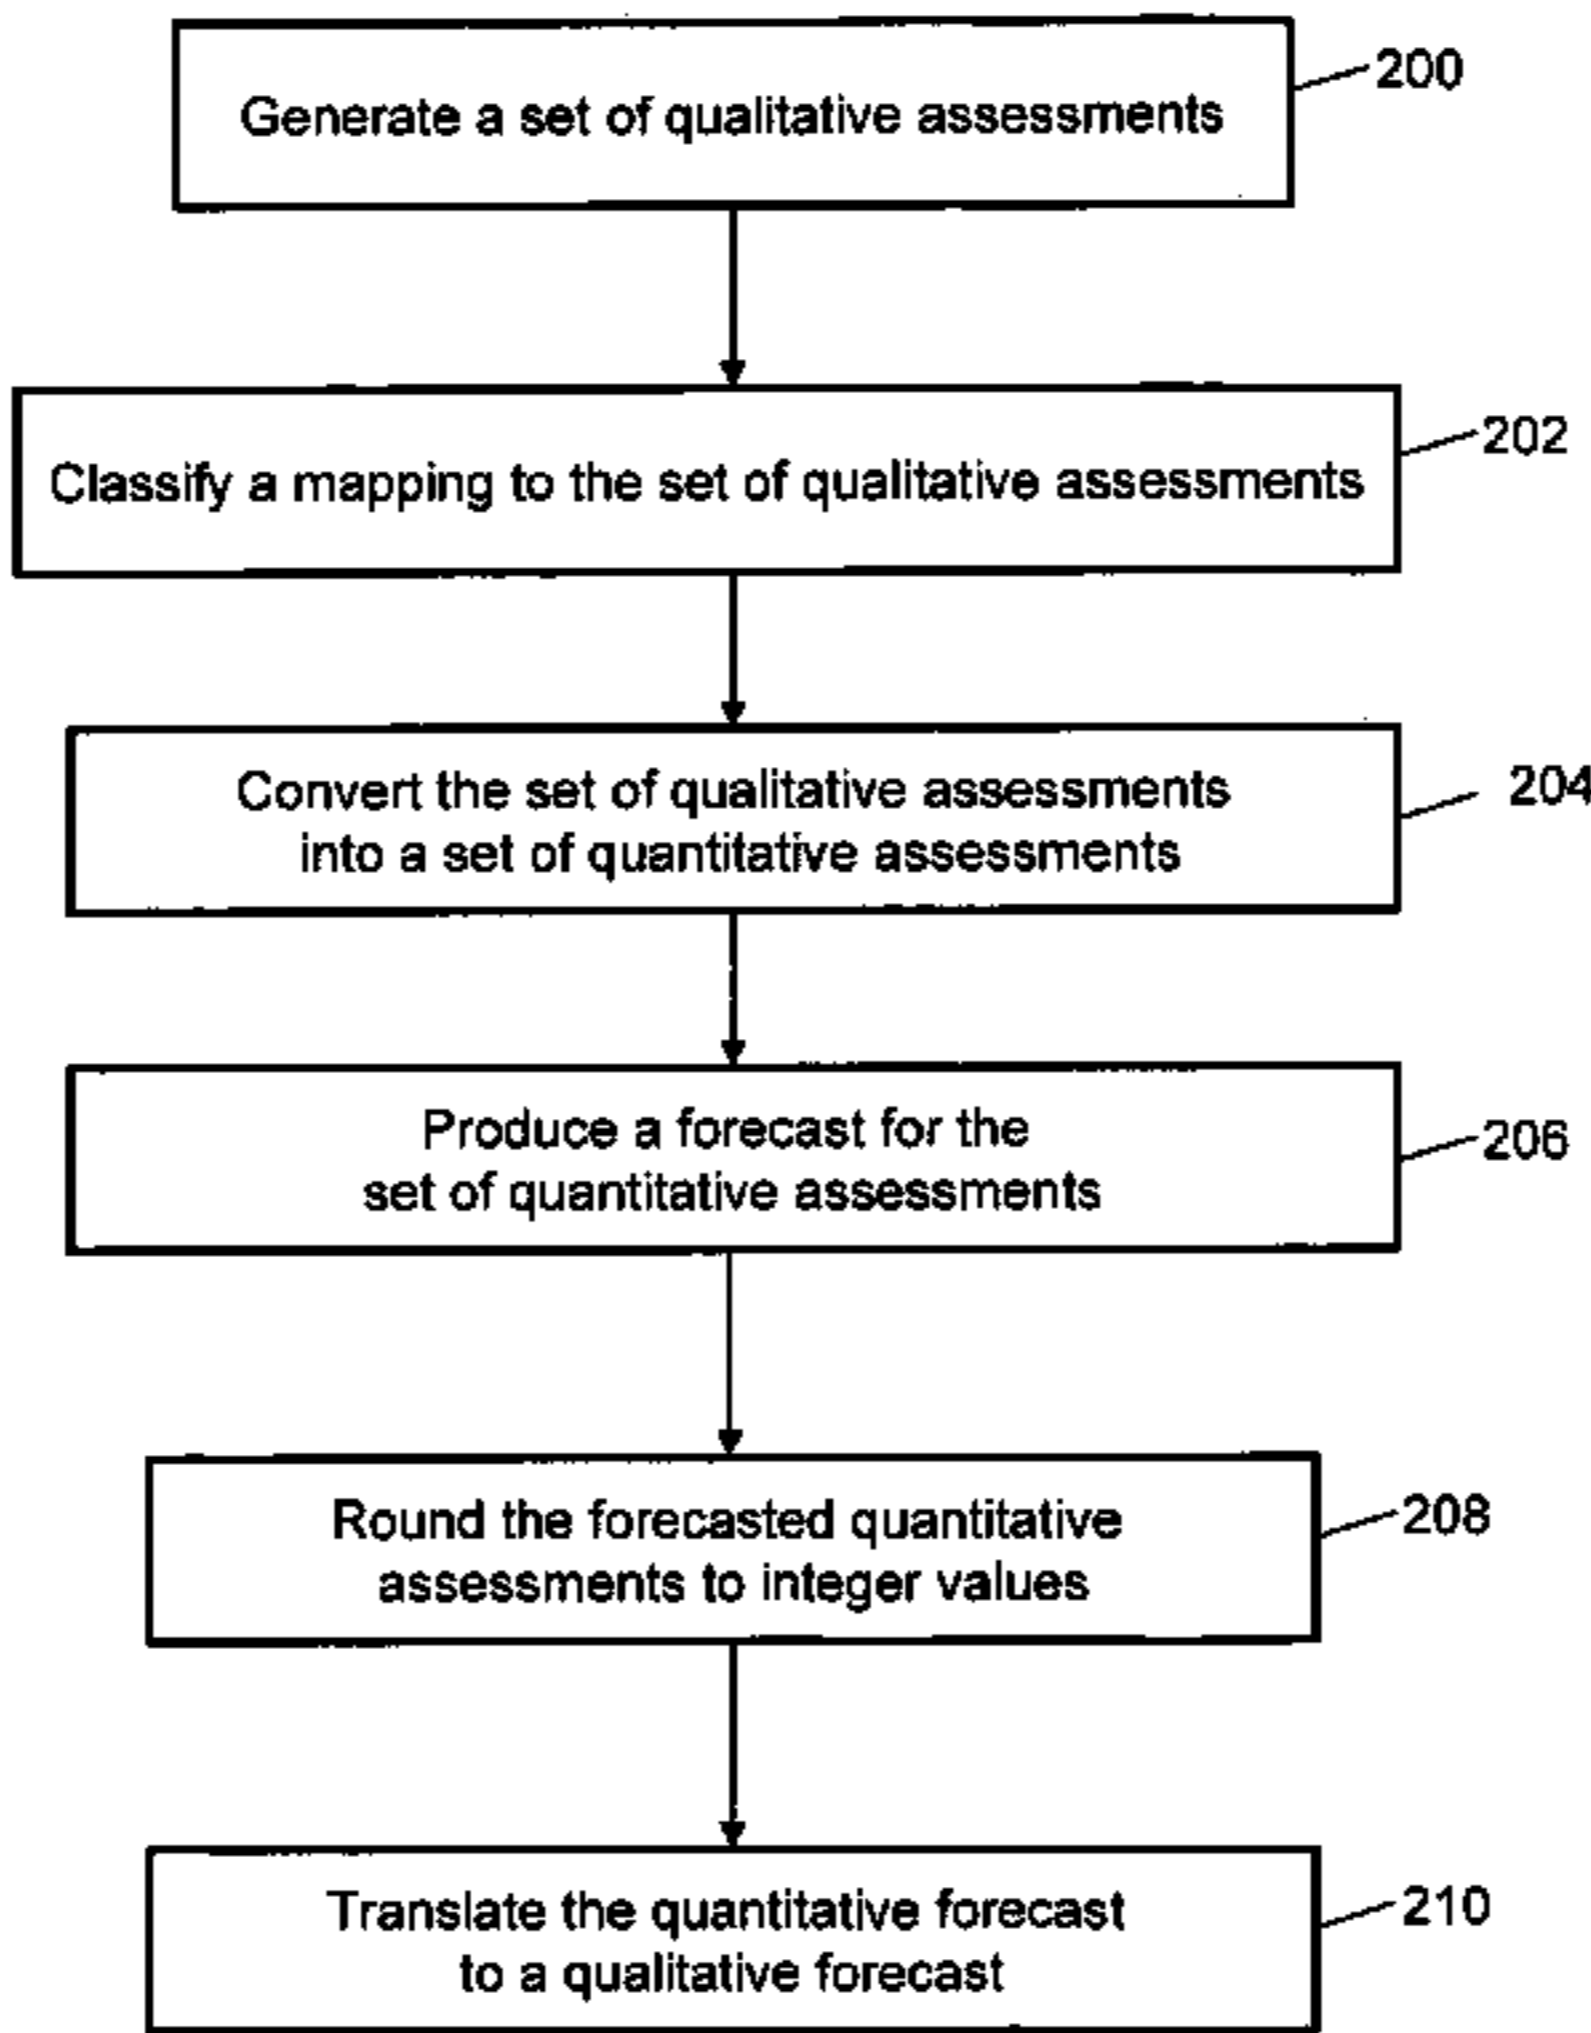 Generate a set of qualitative assessments
200
Classify a mapping to the set of qualitative assessments
202
Convert the set of qualitative assessments
into a set of quantitative assessments
204
Produce a forecast for the
set of quantitative assessments
206
Round the forecasted quantitative
assessments to integer values
208
Translate the quantitative forecast
to a qualitative forecast
210